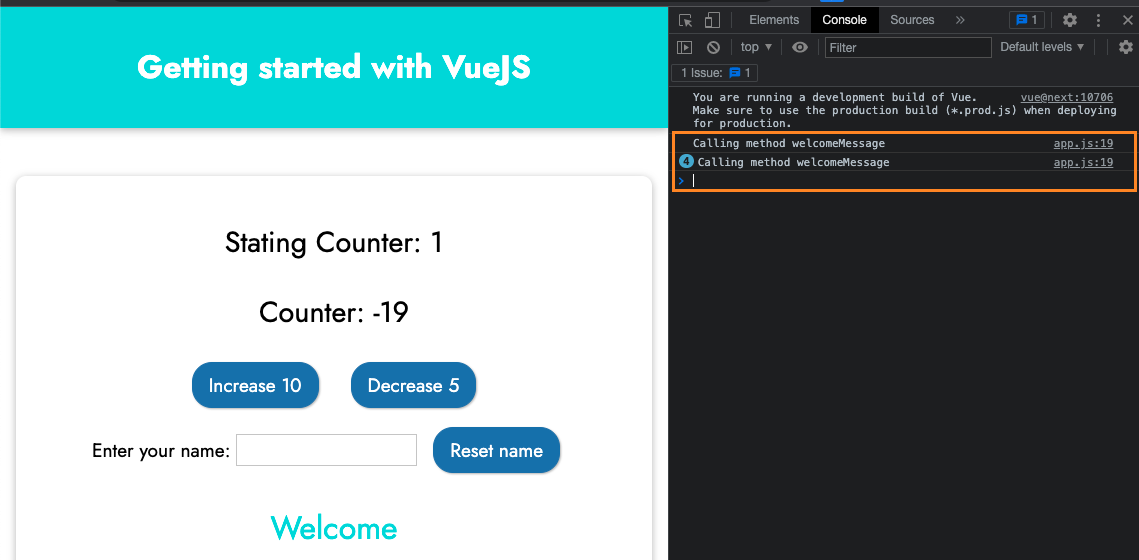 Getting started with VueJS
Stating Counter: 1
Counter: -19
Increase 10 Decrease 5
Enter your name: Reset name
Welcome
Elements Console Sources » 1
top ▼ Filter Default levels ▼
1 Issue: 1
You are running a development build of Vue. vue@next:10706
Make sure to use the production build (*.prod.js) when deploying
for production.
Calling method welcomeMessage app.js:19
4 Calling method welcomeMessage app.js:19
>